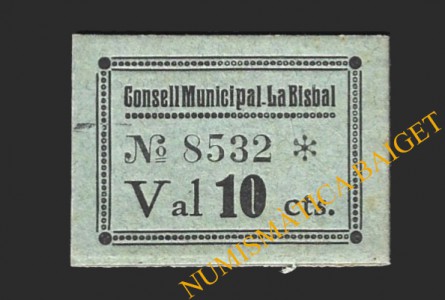 Consell Municipal-La Bisbal
Nº 8532 *
Val 10 cts.
NUMISMATICA BAIGET